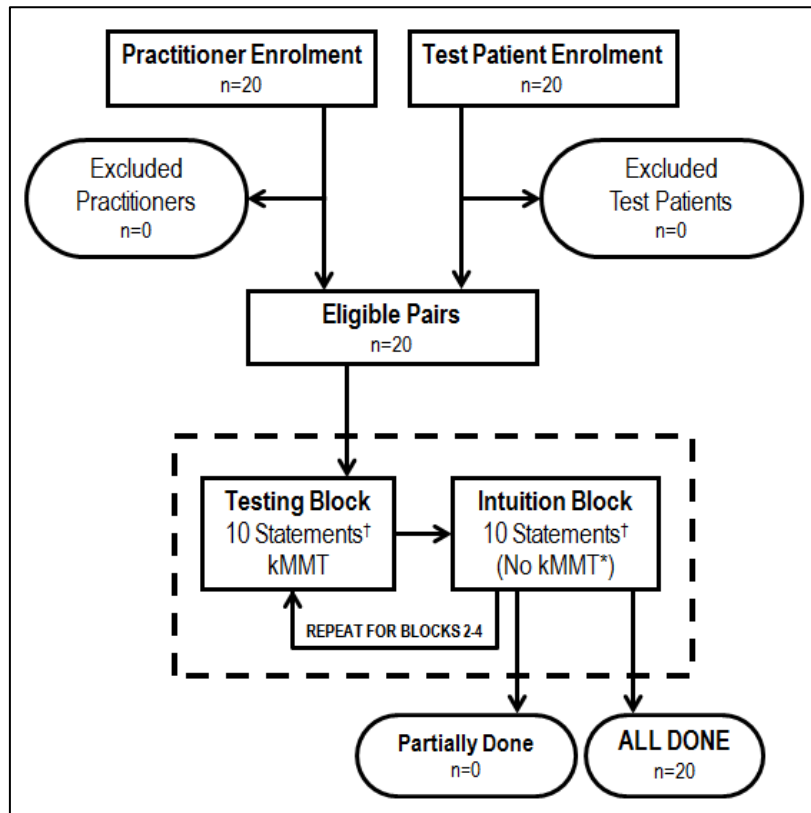 Practitioner Enrolment
n=20
Test Patient Enrolment
n=20
Excluded
Practitioners
n=0
Excluded
Test Patients
n=0
Eligible Pairs
n=20
Testing Block
10 Statements†
kMMT
Intuition Block
10 Statements†
(No kMMT*)
REPEAT FOR BLOCKS 2-4
Partially Done
n=0
ALL DONE
n=20